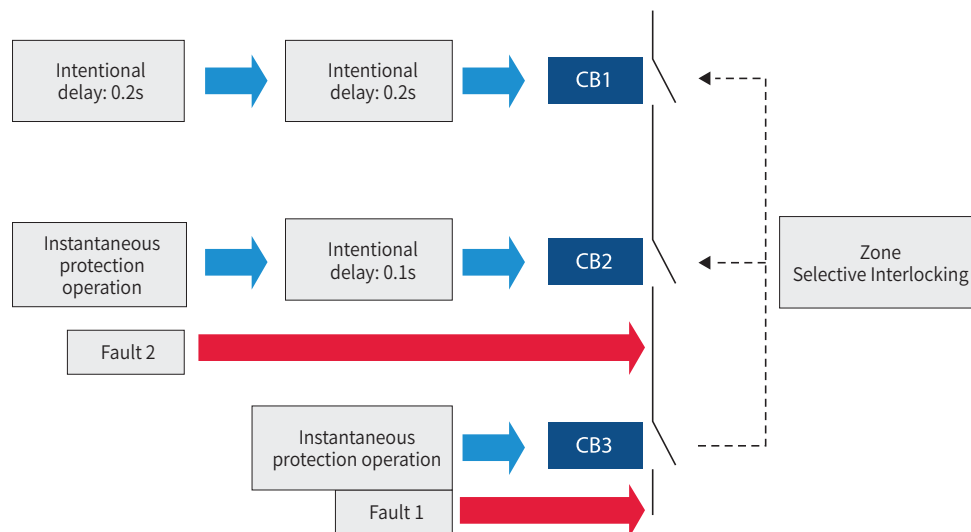 Intentional
delay: 0.2s
Intentional
delay: 0.2s
CB1
Instantaneous
protection
operation
Intentional
delay: 0.1s
CB2
Zone
Selective Interlocking
Fault 2
Instantaneous
protection operation
CB3
Fault 1